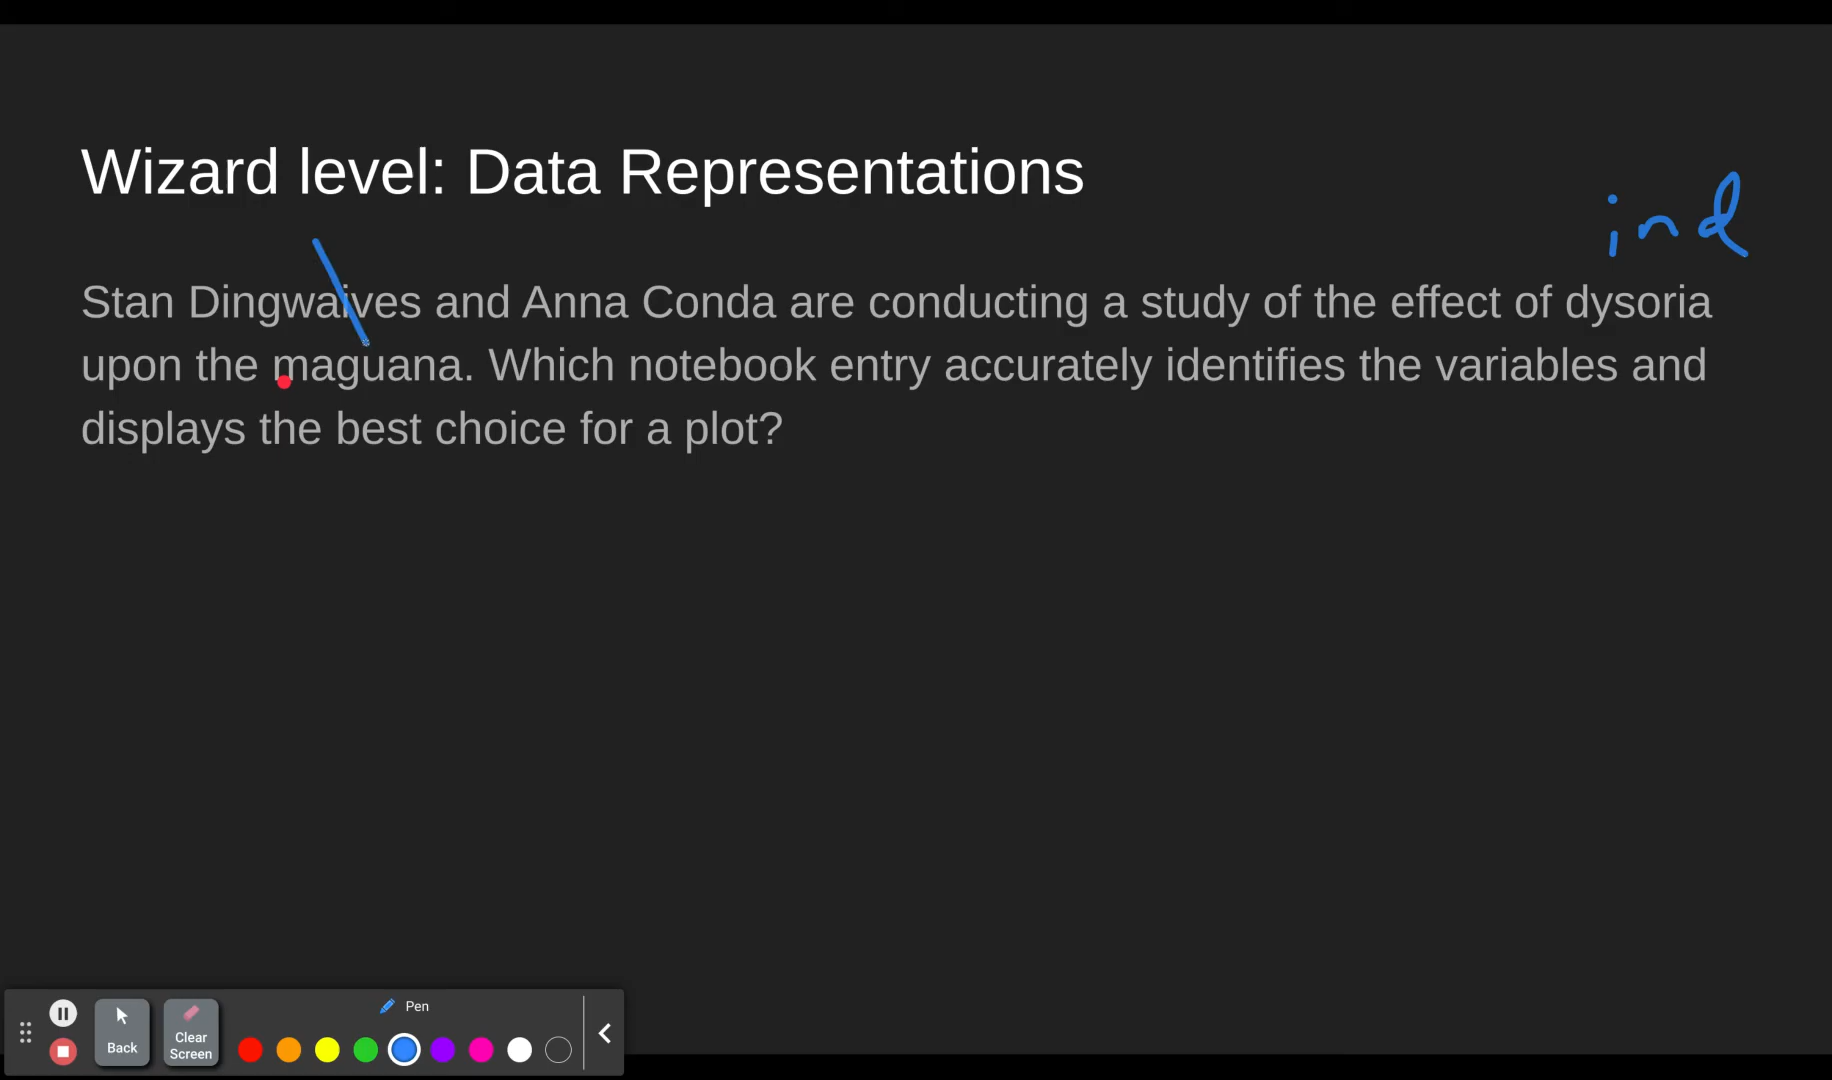 Wizard level: Data Representations
ind
Stan Dingwaives and Anna Conda are conducting a study of the effect of dysoria
upon the maguana. Which notebook entry accurately identifies the variables and
displays the best choice for a plot?
Pen
Back
Clear
Screen